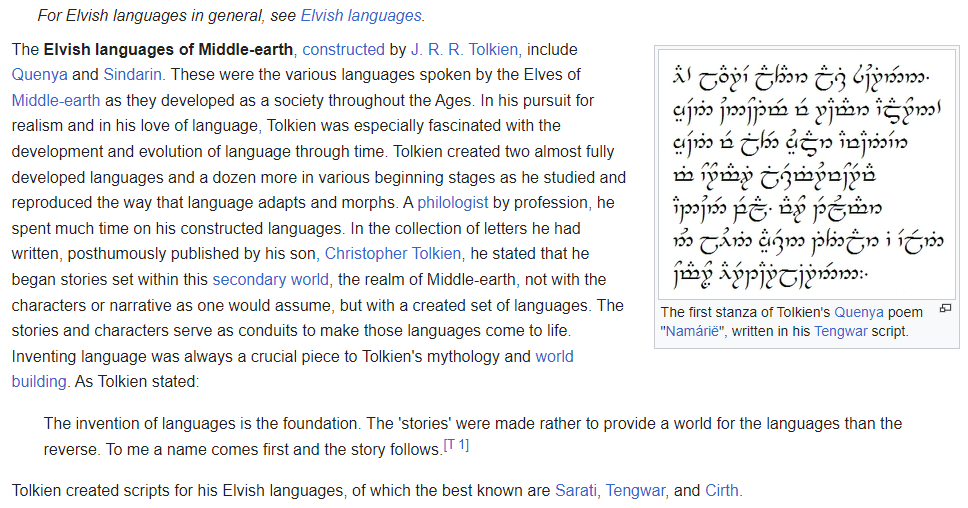 For Elvish languages in general, see Elvish languages.
The Elvish languages of Middle-earth, constructed by J. R. R. Tolkien, include
Quenya and Sindarin. These were the various languages spoken by the Elves of
Middle-earth as they developed as a society throughout the Ages. In his pursuit for
realism and in his love of language, Tolkien was especially fascinated with the
development and evolution of language through time. Tolkien created two almost fully
developed languages and a dozen more in various beginning stages as he studied and
reproduced the way that language adapts and morphs. A philologist by profession, he
spent much time on his constructed languages. In the collection of letters he had
written, posthumously published by his son, Christopher Tolkien, he stated that he
began stories set within this secondary world, the realm of Middle-earth, not with the
characters or narrative as one would assume, but with a created set of languages. The
stories and characters serve as conduits to make those languages come to life.
Inventing language was always a crucial piece to Tolkien's mythology and world
building. As Tolkien stated:
The first stanza of Tolkien's Quenya poem
"Namárië", written in his Tengwar script.
The invention of languages is the foundation. The 'stories' were made rather to provide a world for the languages than the
reverse. To me a name comes first and the story follows.[T 1]
Tolkien created scripts for his Elvish languages, of which the best known are Sarati, Tengwar, and Cirth.